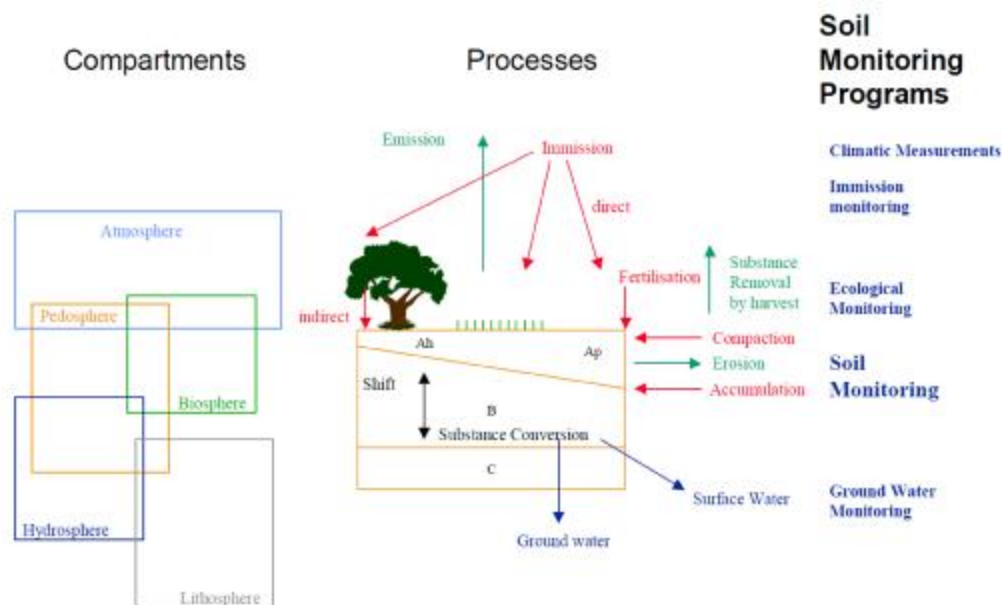 Compartments
Processes
Soil
Monitoring
Programs
Emission
Immission
Climatic Measurements
Immission
monitoring
direct
Atmosphere
Fertilisation
Substance
Removal
by harvest
Ecological
Monitoring
Pedosphere
indirect
Ah
Ap
Compaction
Erosion
Soil
Accumulation
Monitoring
Shift
Biosphere
B
Substance Conversion
C
Surface Water
Ground Water
Monitoring
Hydrosphere
Ground water
Lithosphere